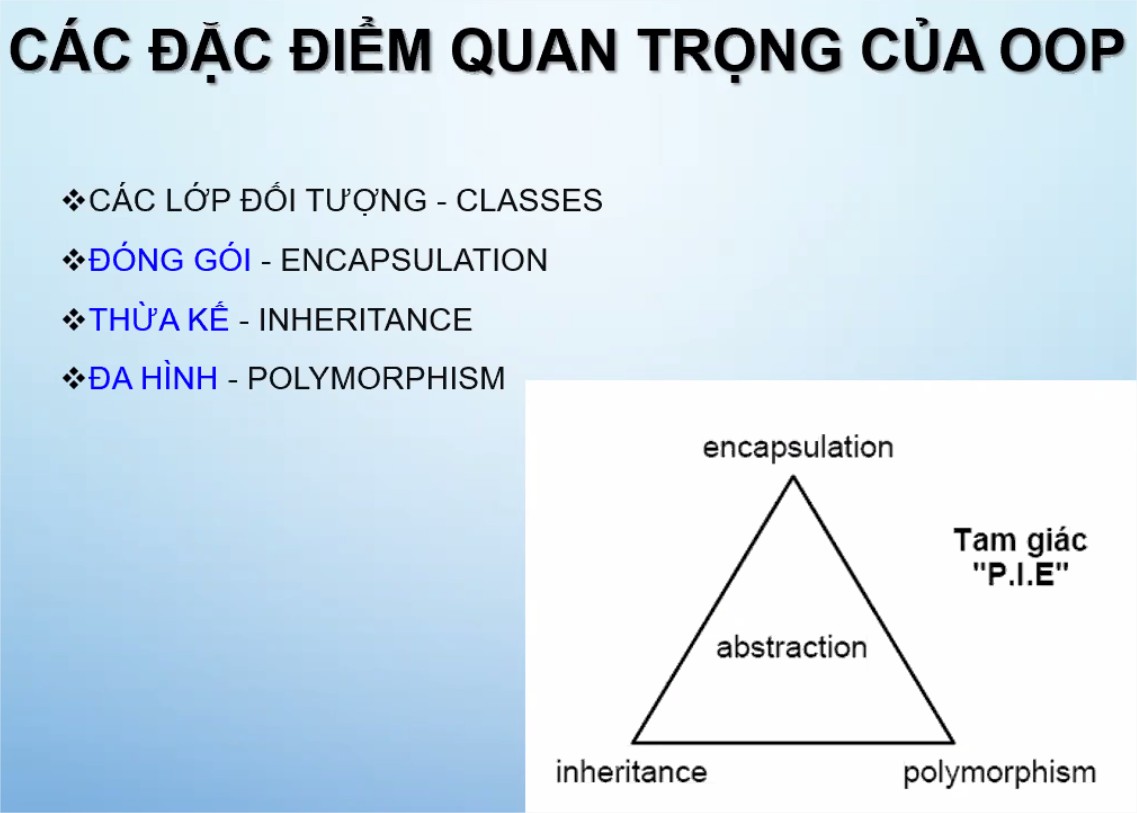 CÁC ĐẶC ĐIỂM QUAN TRỌNG CỦA OOP
❖CÁC LỚP ĐỐI TƯỢNG - CLASSES
❖ĐÓNG GÓI - ENCAPSULATION
❖THỪA KẾ - INHERITANCE
❖ĐA HÌNH - POLYMORPHISM
encapsulation
Tam giác
"P.I.E"
abstraction
inheritance
polymorphism